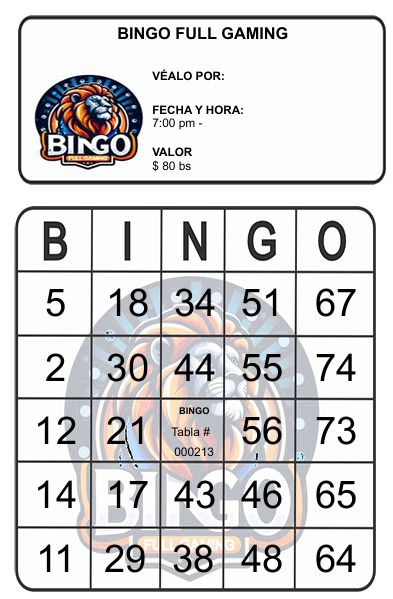 BINGO FULL GAMING
VÉALO POR:
FECHA Y HORA:
7:00 pm -
VALOR
$ 80 bs
BINGO
FULL GAMING
B I N G O
5 18 34 51 67
2 30 44 55 74
12 21 BINGO Tabla # 000213 56 73
14 17 43 46 65
11 29 38 48 64
BINGO
FULL GAMING